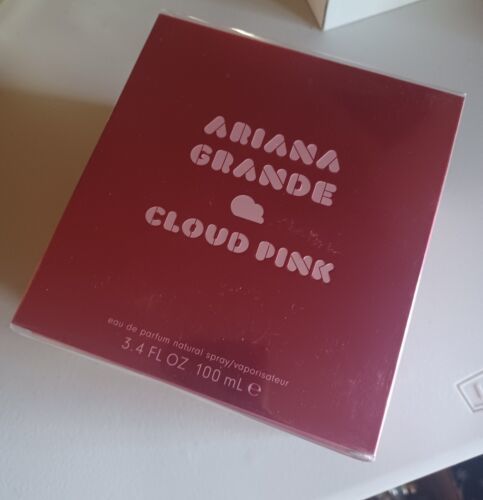 ARIANA
GRANDE
CLOUD PINK
eau de parfum natural spray/vaporisateur
3.4 FL OZ 100 mL ℮